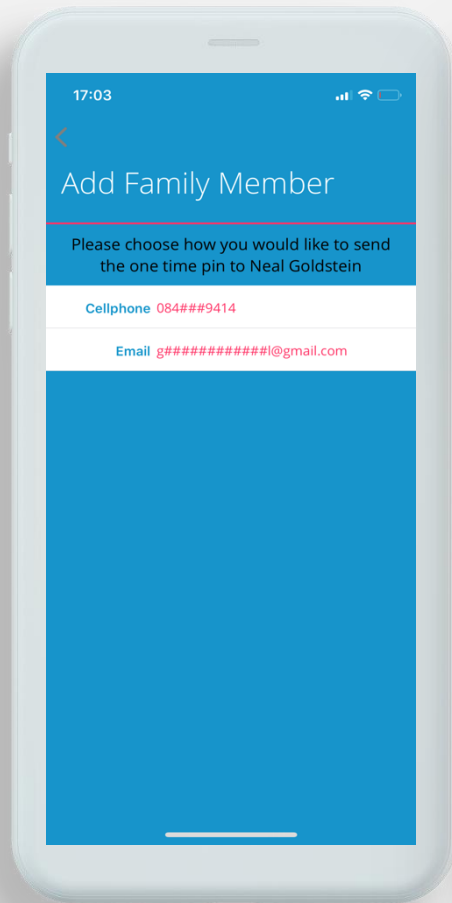 17:03
Add Family Member
Please choose how you would like to send
the one time pin to Neal Goldstein
Cellphone 084###9414
Email g############l@gmail.com